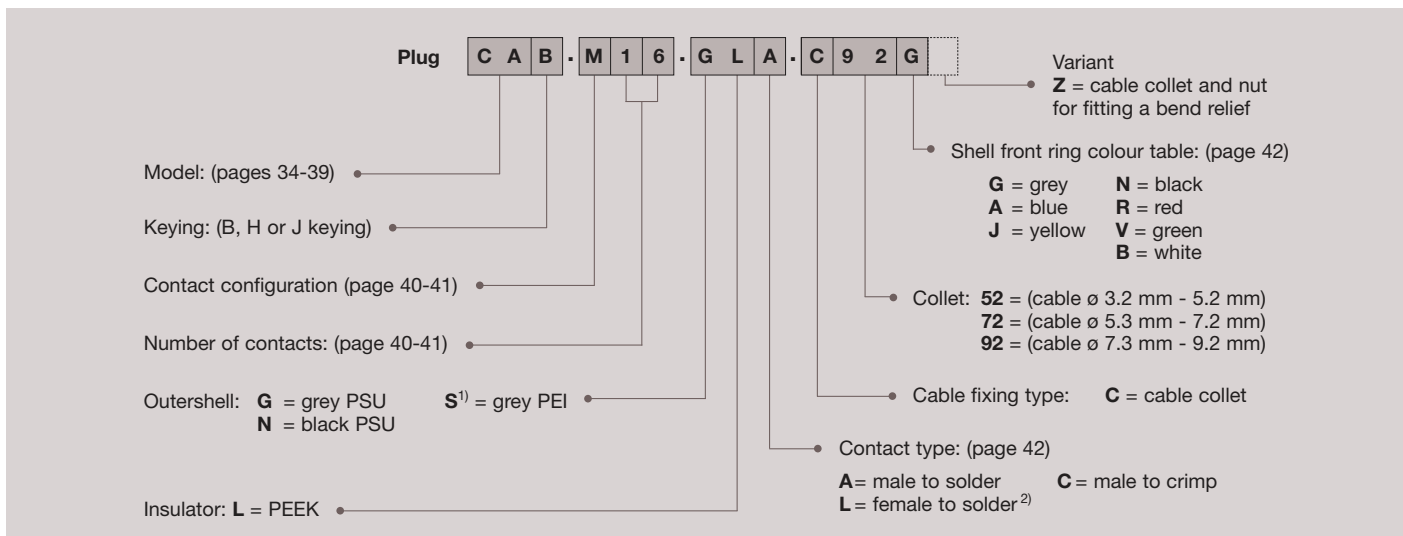 Plug C A B . M 1 6 . G L A . C 9 2 G
Variant
Z = cable collet and nut
for fitting a bend relief
Shell front ring colour table: (page 42)
G = grey N = black
A = blue R = red
J = yellow V = green
B = white
Model: (pages 34-39)
Keying: (B, H or J keying)
Contact configuration (page 40-41)
Collet: 52 = (cable ø 3.2 mm - 5.2 mm)
72 = (cable ø 5.3 mm - 7.2 mm)
92 = (cable ø 7.3 mm - 9.2 mm)
Number of contacts: (page 40-41)
Outershell: G = grey PSU S1) = grey PEI
N = black PSU
Cable fixing type: C = cable collet
Contact type: (page 42)
A= male to solder C = male to crimp
L = female to solder 2)
Insulator: L = PEEK